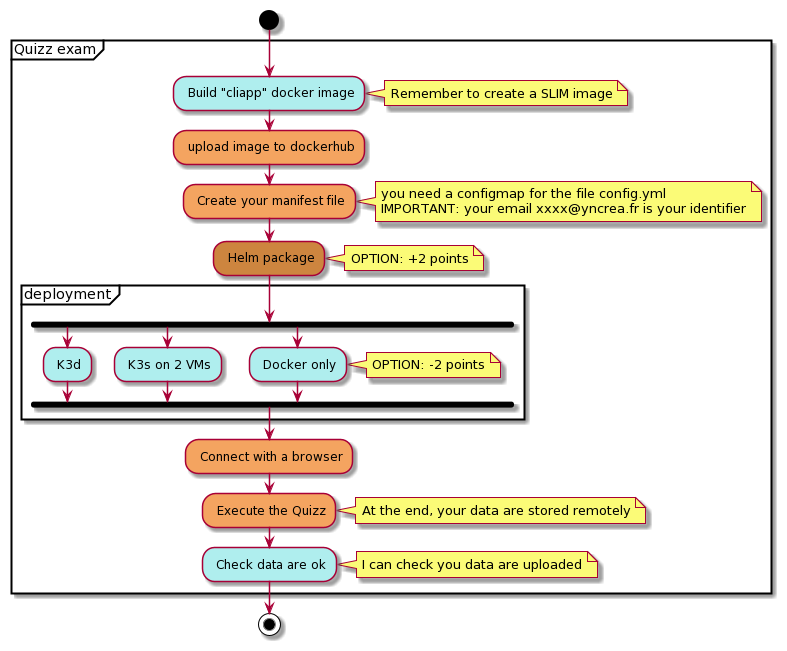 Quizz exam
Build "cliapp" docker image
Remember to create a SLIM image
upload image to dockerhub
Create your manifest file
you need a configmap for the file config.yml
IMPORTANT: your email xxxx@yncrea.fr is your identifier
Helm package
OPTION: +2 points
deployment
K3d
K3s on 2 VMs
Docker only
OPTION: -2 points
Connect with a browser
Execute the Quizz
At the end, your data are stored remotely
Check data are ok
I can check you data are uploaded